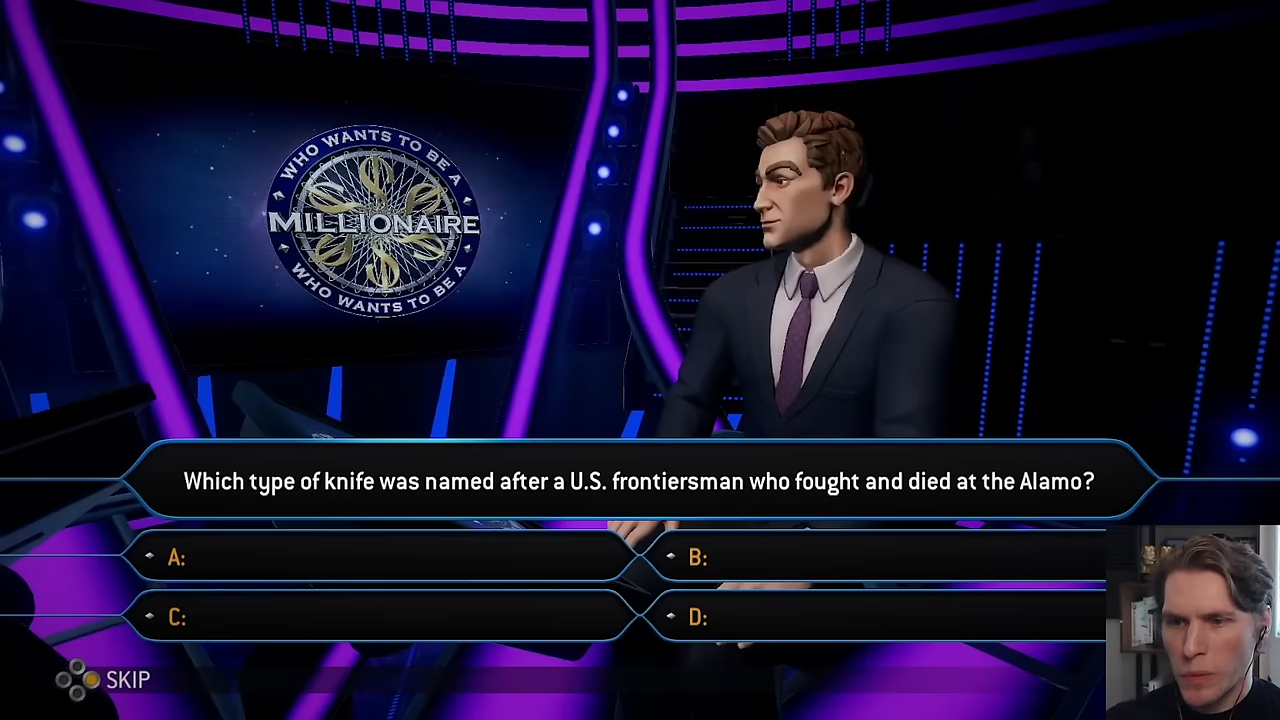 WHO WANTS TO BE A
MILLIONAIRE
WHO WANTS TO BE A
Which type of knife was named after a U.S. frontiersman who fought and died at the Alamo?
A:
B:
C:
D:
SKIP